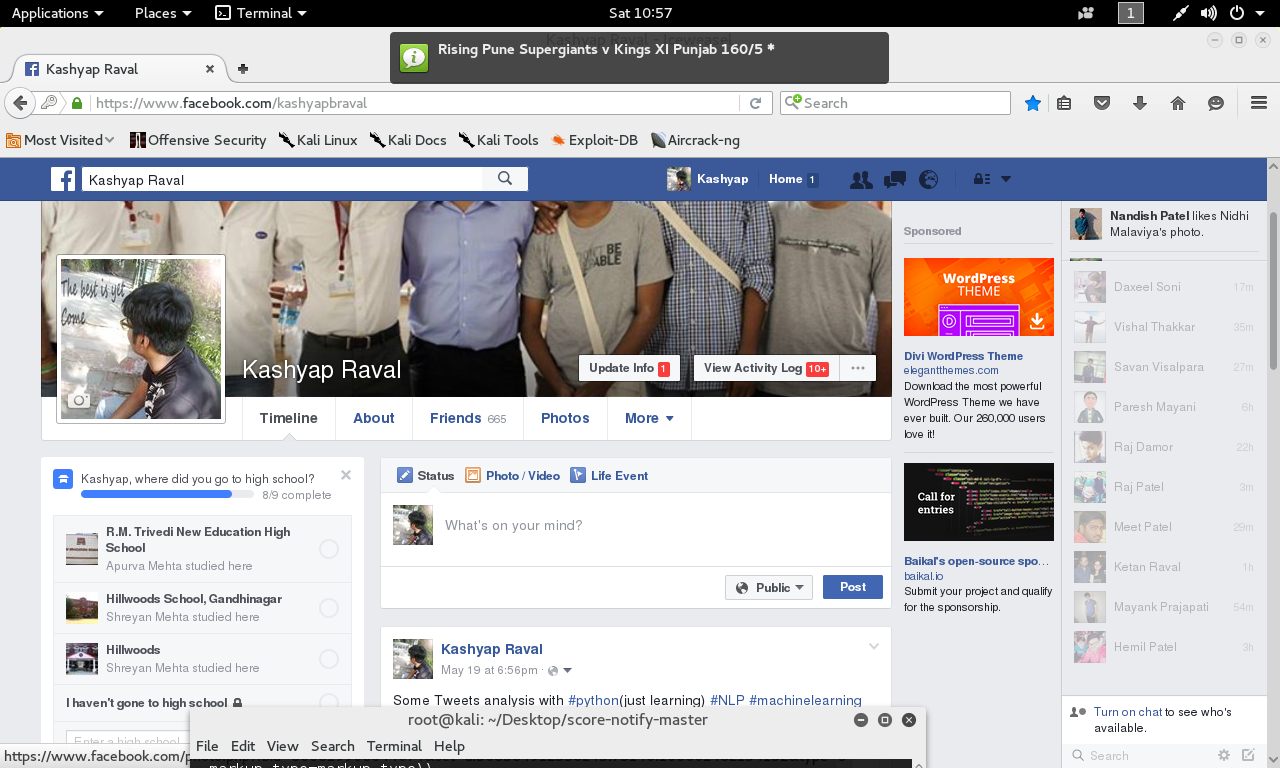 Applications Places Terminal Sat 10:57 1
Rising Pune Supergiants v Kings XI Punjab 160/5 *
Kashyap Raval
https://www.facebook.com/kashyapbraval Search
Most Visited Offensive Security Kali Linux Kali Docs Kali Tools Exploit-DB Aircrack-ng
Kashyap Raval Kashyap Home 1
The best is yet
Come
Kashyap Raval
Update Info 1 View Activity Log 10+
Timeline About Friends 665 Photos More
Kashyap, where did you go to high school?
8/9 complete
R.M. Trivedi New Education High
School
Apurva Mehta studied here
Hillwoods School, Gandhinagar
Shreyan Mehta studied here
Hillwoods
Shreyan Mehta studied here
I haven't gone to high school
Enter a high school
Status Photo / Video Life Event
What's on your mind?
Public Post
Kashyap Raval
May 19 at 6:56pm ·
Some Tweets analysis with #python(just learning) #NLP #machinelearning
Sponsored
WORDPRESS
THEME
Divi WordPress Theme
elegantthemes.com
Download the most powerful
WordPress Theme we have
ever built. Our 260,000 users
love it!
Call for
entries
Baikal's open-source spo...
baikal.io
Submit your project and qualify
for the sponsorship.
Nandish Patel likes Nidhi
Malaviya's photo.
Daxeel Soni 17m
Vishal Thakkar 35m
Savan Visalpara 27m
Paresh Mayani 6h
Raj Damor 22h
Raj Patel 3m
Meet Patel 29m
Ketan Raval 1h
Mayank Prajapati 54m
Hemil Patel 3h
Turn on chat to see who's
available.
Search
root@kali: ~/Desktop/score-notify-master
File Edit View Search Terminal Help
https://www.facebook.com/p
markup_type=markup_type))